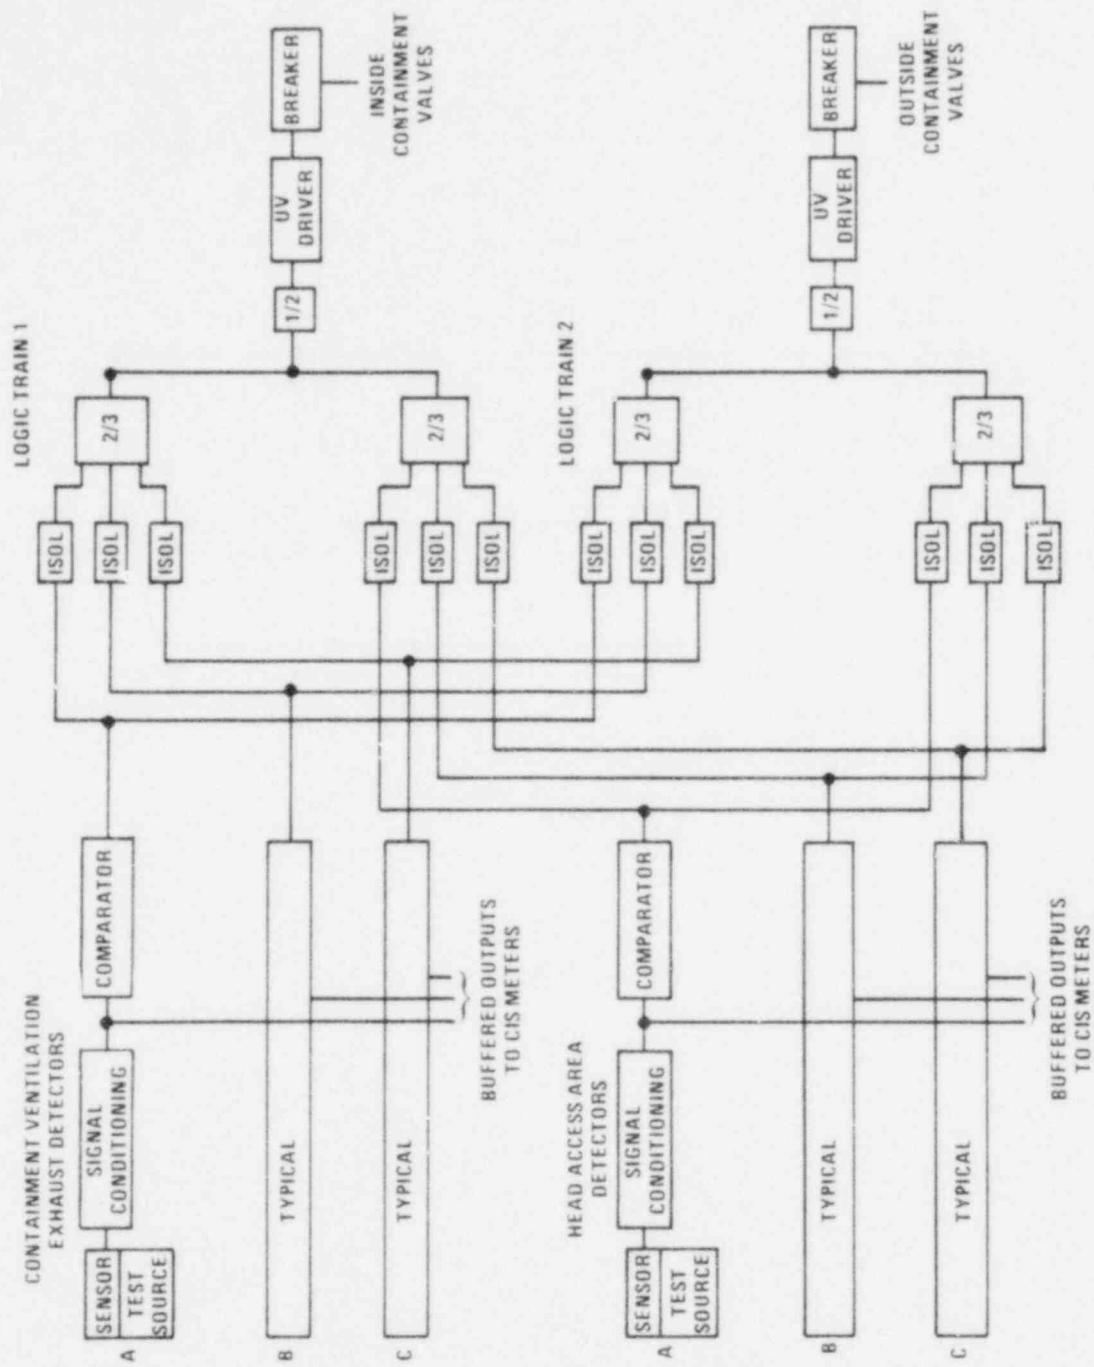 CONTAINMENT VENTILATION
EXHAUST DETECTORS
A
SENSOR
TEST
SOURCE
SIGNAL
CONDITIONING
COMPARATOR
B
TYPICAL
C
TYPICAL
BUFFERED OUTPUTS
TO CIS METERS
LOGIC TRAIN 1
ISOL
ISOL
ISOL
2/3
ISOL
ISOL
ISOL
2/3
1/2
UV
DRIVER
BREAKER
INSIDE
CONTAINMENT
VALVES
HEAD ACCESS AREA
DETECTORS
A
SENSOR
TEST
SOURCE
SIGNAL
CONDITIONING
COMPARATOR
B
TYPICAL
C
TYPICAL
BUFFERED OUTPUTS
TO CIS METERS
LOGIC TRAIN 2
ISOL
ISOL
ISOL
2/3
ISOL
ISOL
ISOL
2/3
1/2
UV
DRIVER
BREAKER
OUTSIDE
CONTAINMENT
VALVES